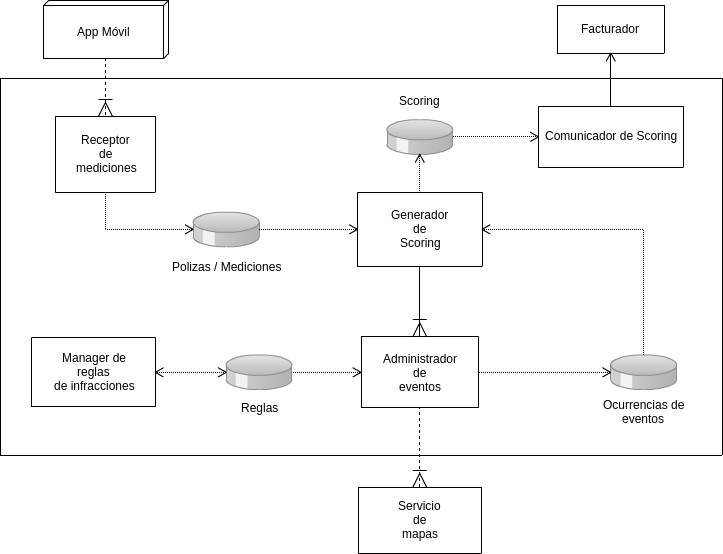 App Móvil
Facturador
Scoring
Receptor
de
mediciones
Comunicador de Scoring
Generador
de
Scoring
Polizas / Mediciones
Manager de
reglas
de infracciones
Reglas
Administrador
de
eventos
Ocurrencias de
eventos
Servicio
de
mapas